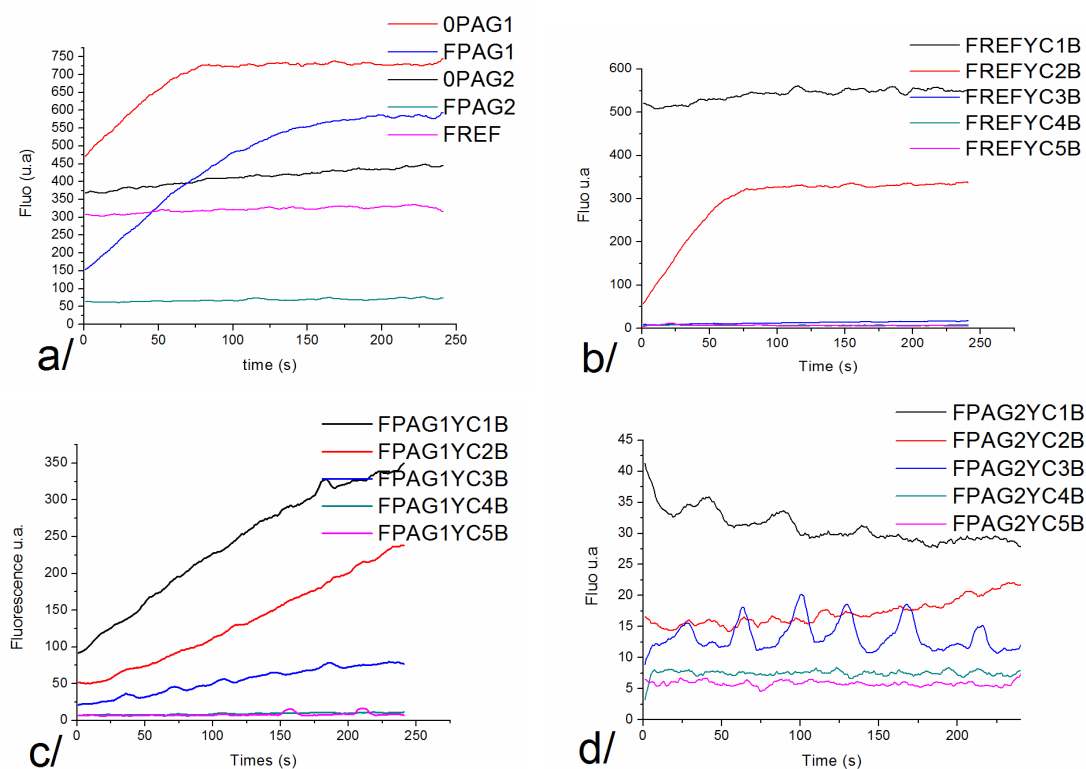 0PAG1
FPAG1
0PAG2
FPAG2
FREF
750
700
650
600
550
500
450
400
350
300
250
200
150
100
50
0
Fluo (u.a)
0 50 100 150 200 250
time (s)
a/
FREFYC1B
FREFYC2B
FREFYC3B
FREFYC4B
FREFYC5B
600
500
400
300
200
100
0
Fluo u.a
0 50 100 150 200 250
Time (s)
b/
FPAG1YC1B
FPAG1YC2B
FPAG1YC3B
FPAG1YC4B
FPAG1YC5B
350
300
250
200
150
100
50
0
Fluorescence u.a.
0 50 100 150 200 250
Times (s)
c/
FPAG2YC1B
FPAG2YC2B
FPAG2YC3B
FPAG2YC4B
FPAG2YC5B
45
40
35
30
25
20
15
10
5
0
Fluo u.a
0 50 100 150 200
Time (s)
d/